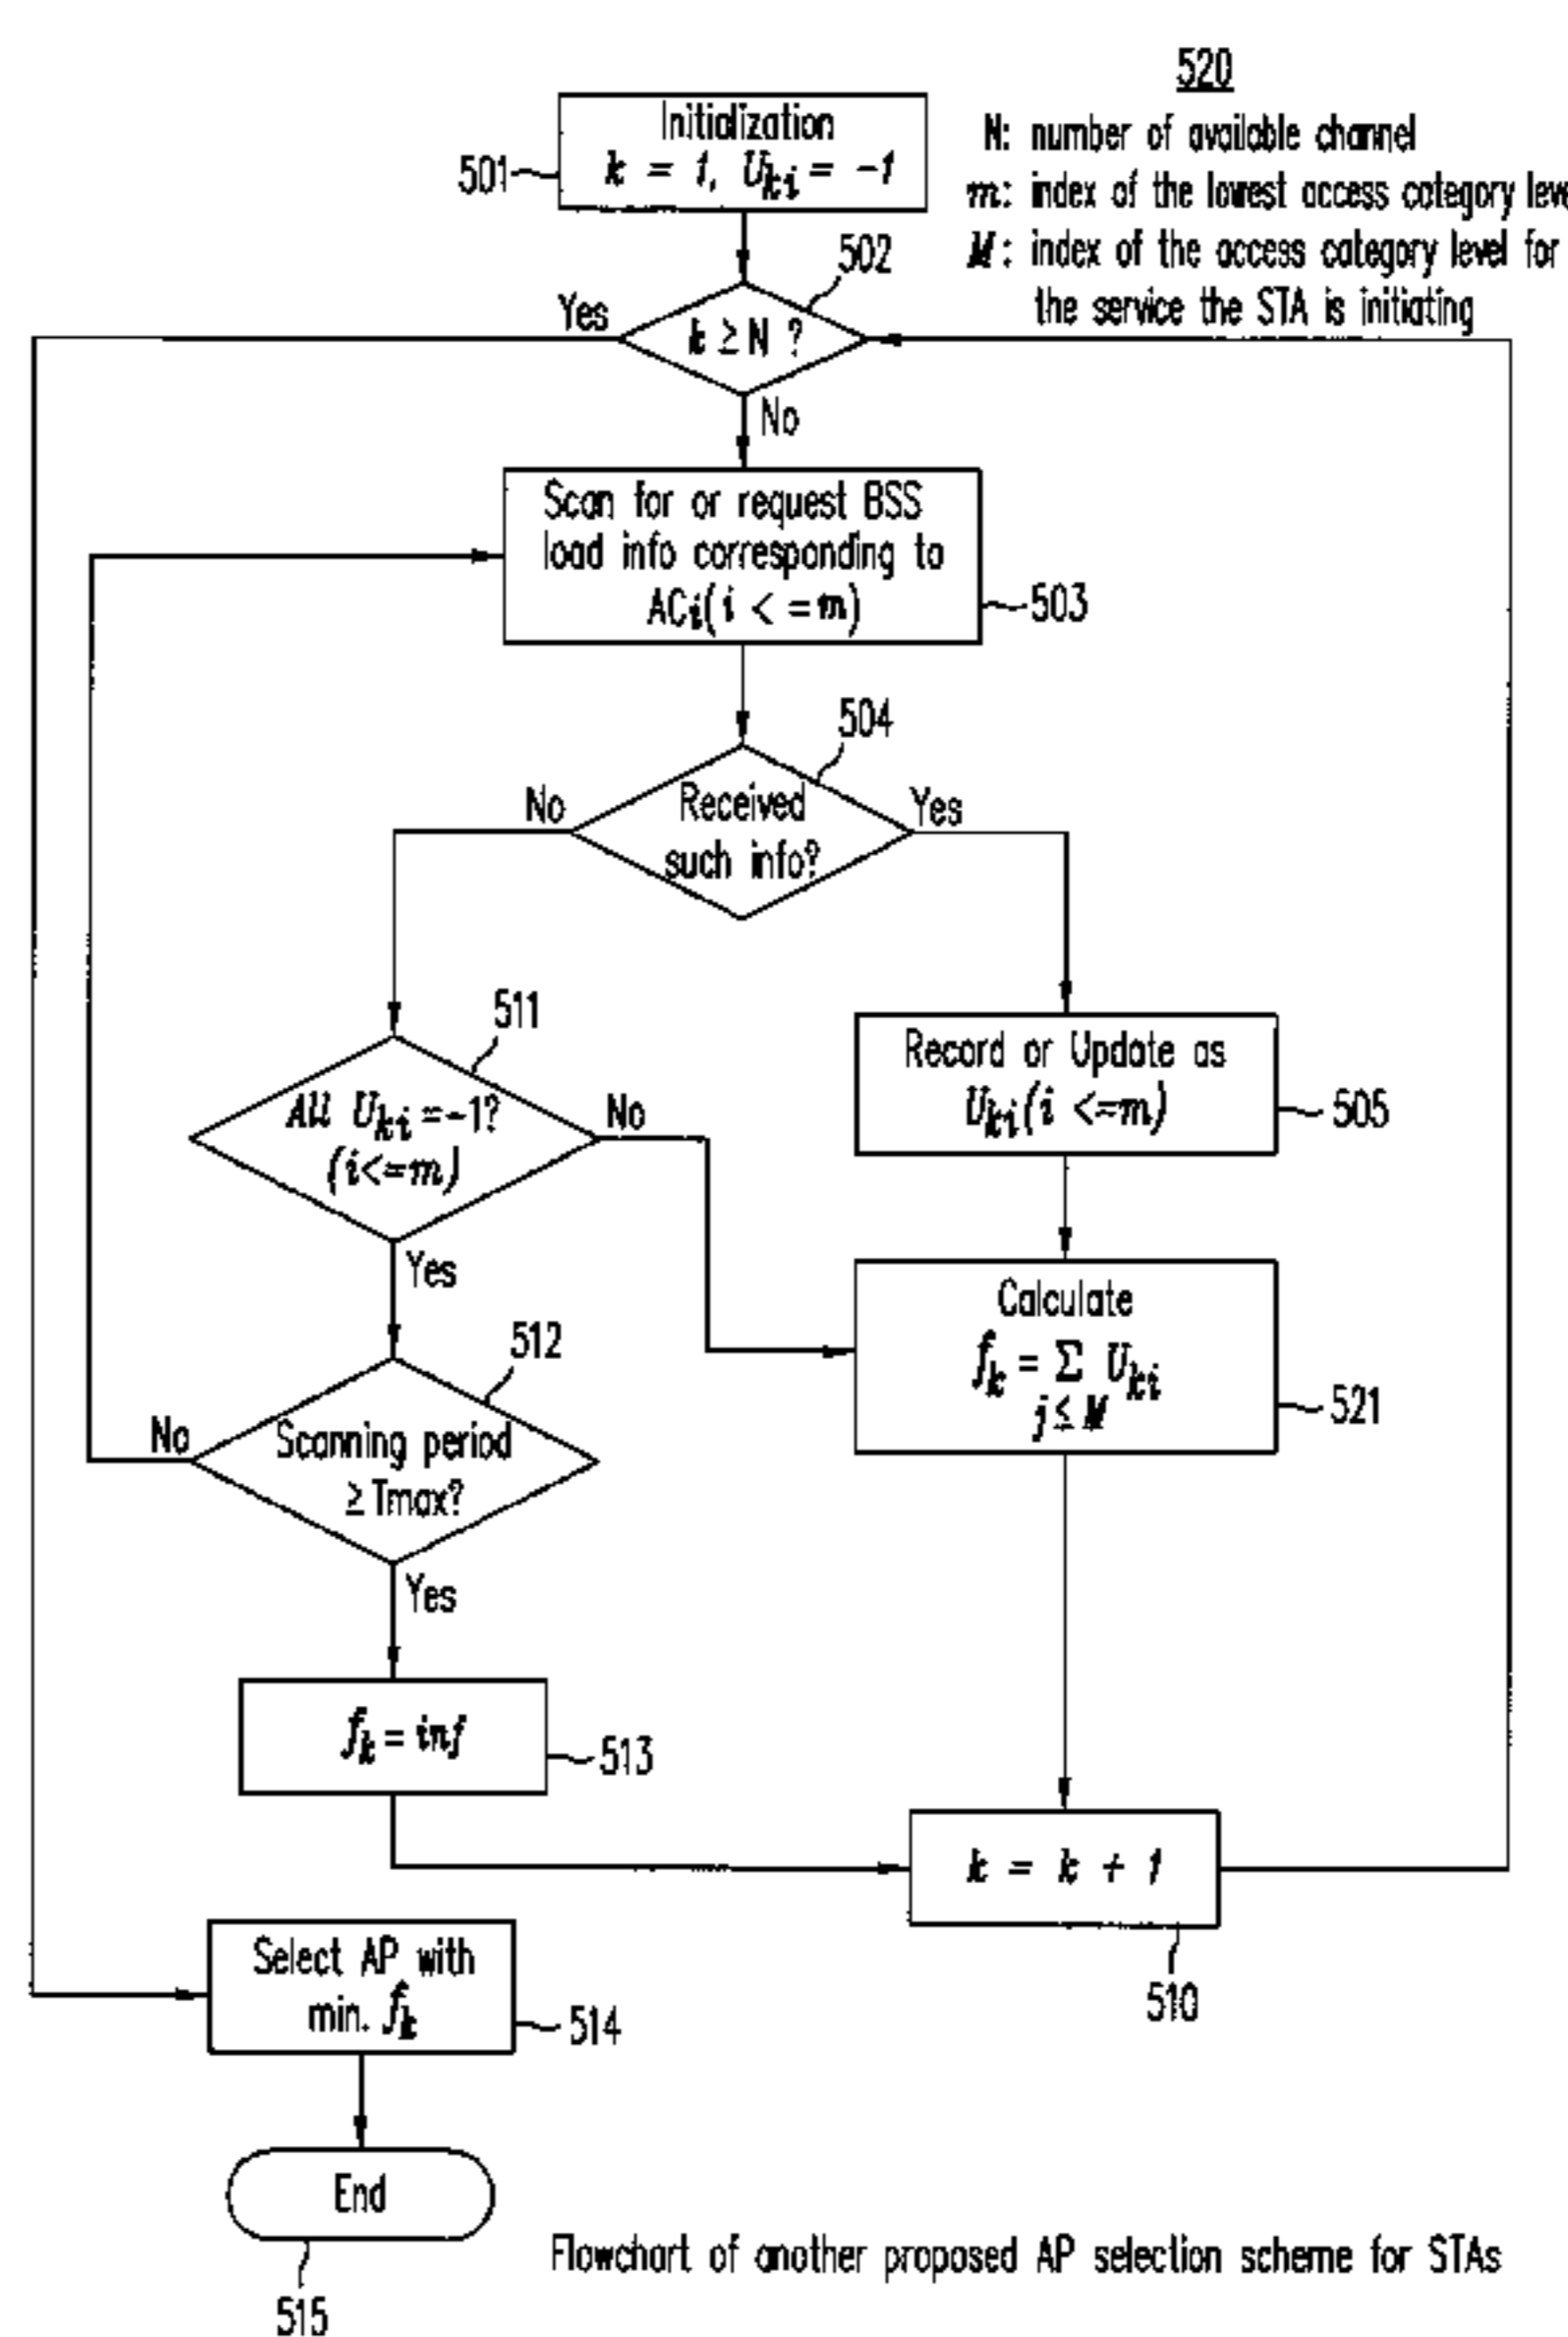 520
N: number of available channel
m: index of the lowest access category leve
M: index of the access category level for
the service the STA is initiating
Initialization
k = 1, Uki = -1
501
502
Yes
k ≥ N ?
No
Scan for or request BSS
load info corresponding to
ACi(i < =m)
503
504
No
Received
such info?
Yes
511
All Uki=-1?
(i<=m)
No
Yes
Record or Update as
Uki(i <=m)
505
Calculate
fk = Σ Uki
j≤ M
521
512
No
Scanning period
≥ Tmax?
Yes
fk = inf
513
k = k + 1
510
Select AP with
min. fk
514
End
515
Flowchart of another proposed AP selection scheme for STAs